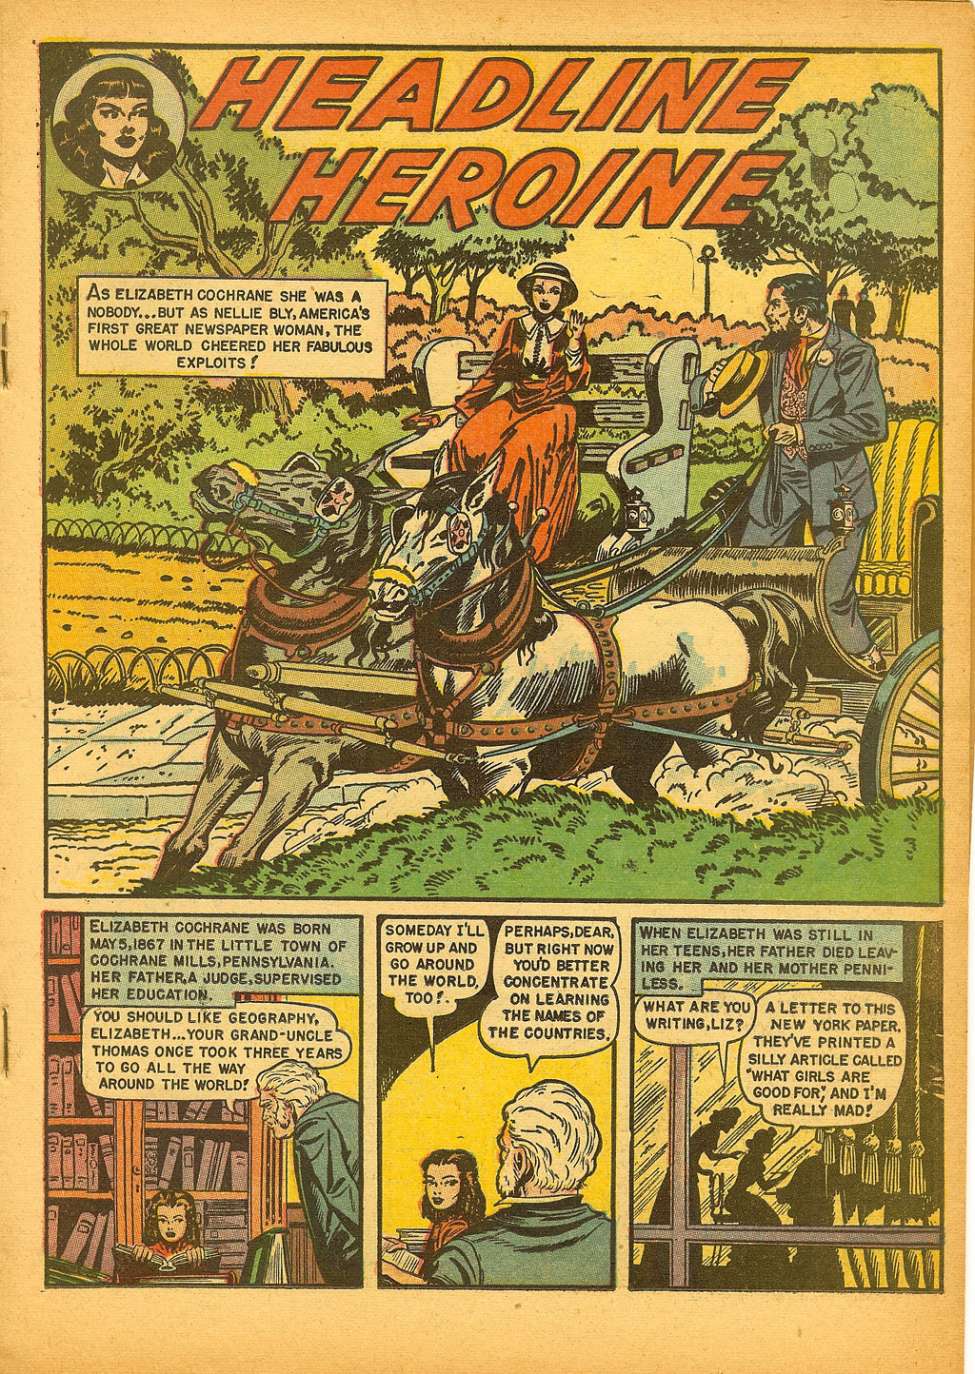 HEADLINE
HEROINE
AS ELIZABETH COCHRANE SHE WAS A
NOBODY...BUT AS NELLIE BLY, AMERICA'S
FIRST GREAT NEWSPAPER WOMAN, THE
WHOLE WORLD CHEERED HER FABULOUS
EXPLOITS!
ELIZABETH COCHRANE WAS BORN
MAY 5, 1867 IN THE LITTLE TOWN OF
COCHRANE MILLS, PENNSYLVANIA.
HER FATHER, A JUDGE, SUPERVISED
HER EDUCATION.
YOU SHOULD LIKE GEOGRAPHY,
ELIZABETH...YOUR GRAND-UNCLE
THOMAS ONCE TOOK THREE YEARS
TO GO ALL THE WAY
AROUND THE WORLD!
SOMEDAY I'LL
GROW UP AND
GO AROUND
THE WORLD,
TOO!
PERHAPS, DEAR,
BUT RIGHT NOW
YOU'D BETTER
CONCENTRATE
ON LEARNING
THE NAMES OF
THE COUNTRIES.
WHEN ELIZABETH WAS STILL IN
HER TEENS, HER FATHER DIED LEAV-
ING HER AND HER MOTHER PENNI-
LESS.
WHAT ARE YOU
WRITING, LIZ?
A LETTER TO THIS
NEW YORK PAPER.
THEY'VE PRINTED A
SILLY ARTICLE CALLED
"WHAT GIRLS ARE
GOOD FOR", AND I'M
REALLY MAD!